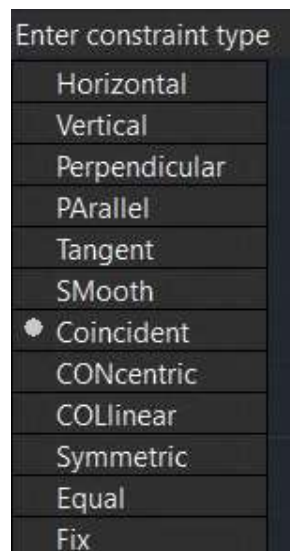 Enter constraint type
Horizontal
Vertical
Perpendicular
PArallel
Tangent
SMooth
Coincident
CONcentric
COLlinear
Symmetric
Equal
Fix